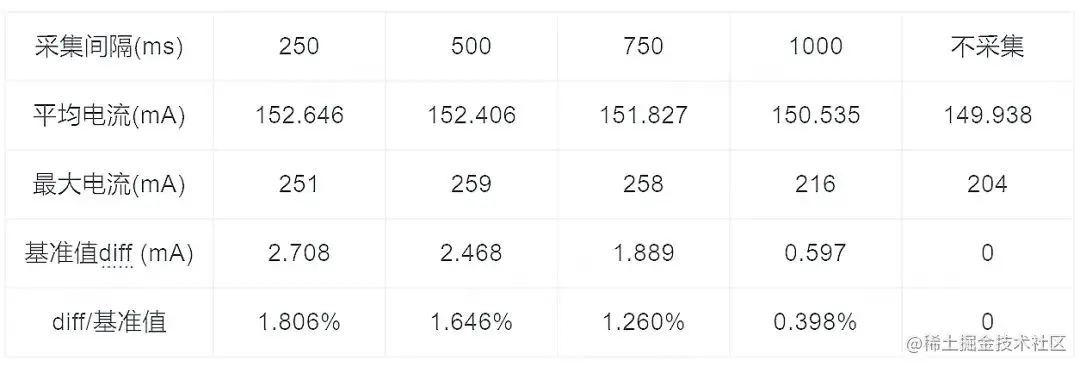 采集间隔(ms) 250 500 750 1000 不采集
平均电流(mA) 152.646 152.406 151.827 150.535 149.938
最大电流(mA) 251 259 258 216 204
基准值diff (mA) 2.708 2.468 1.889 0.597 0
diff/基准值 1.806% 1.646% 1.260% 0.398% 0
@稀土掘金技术社区